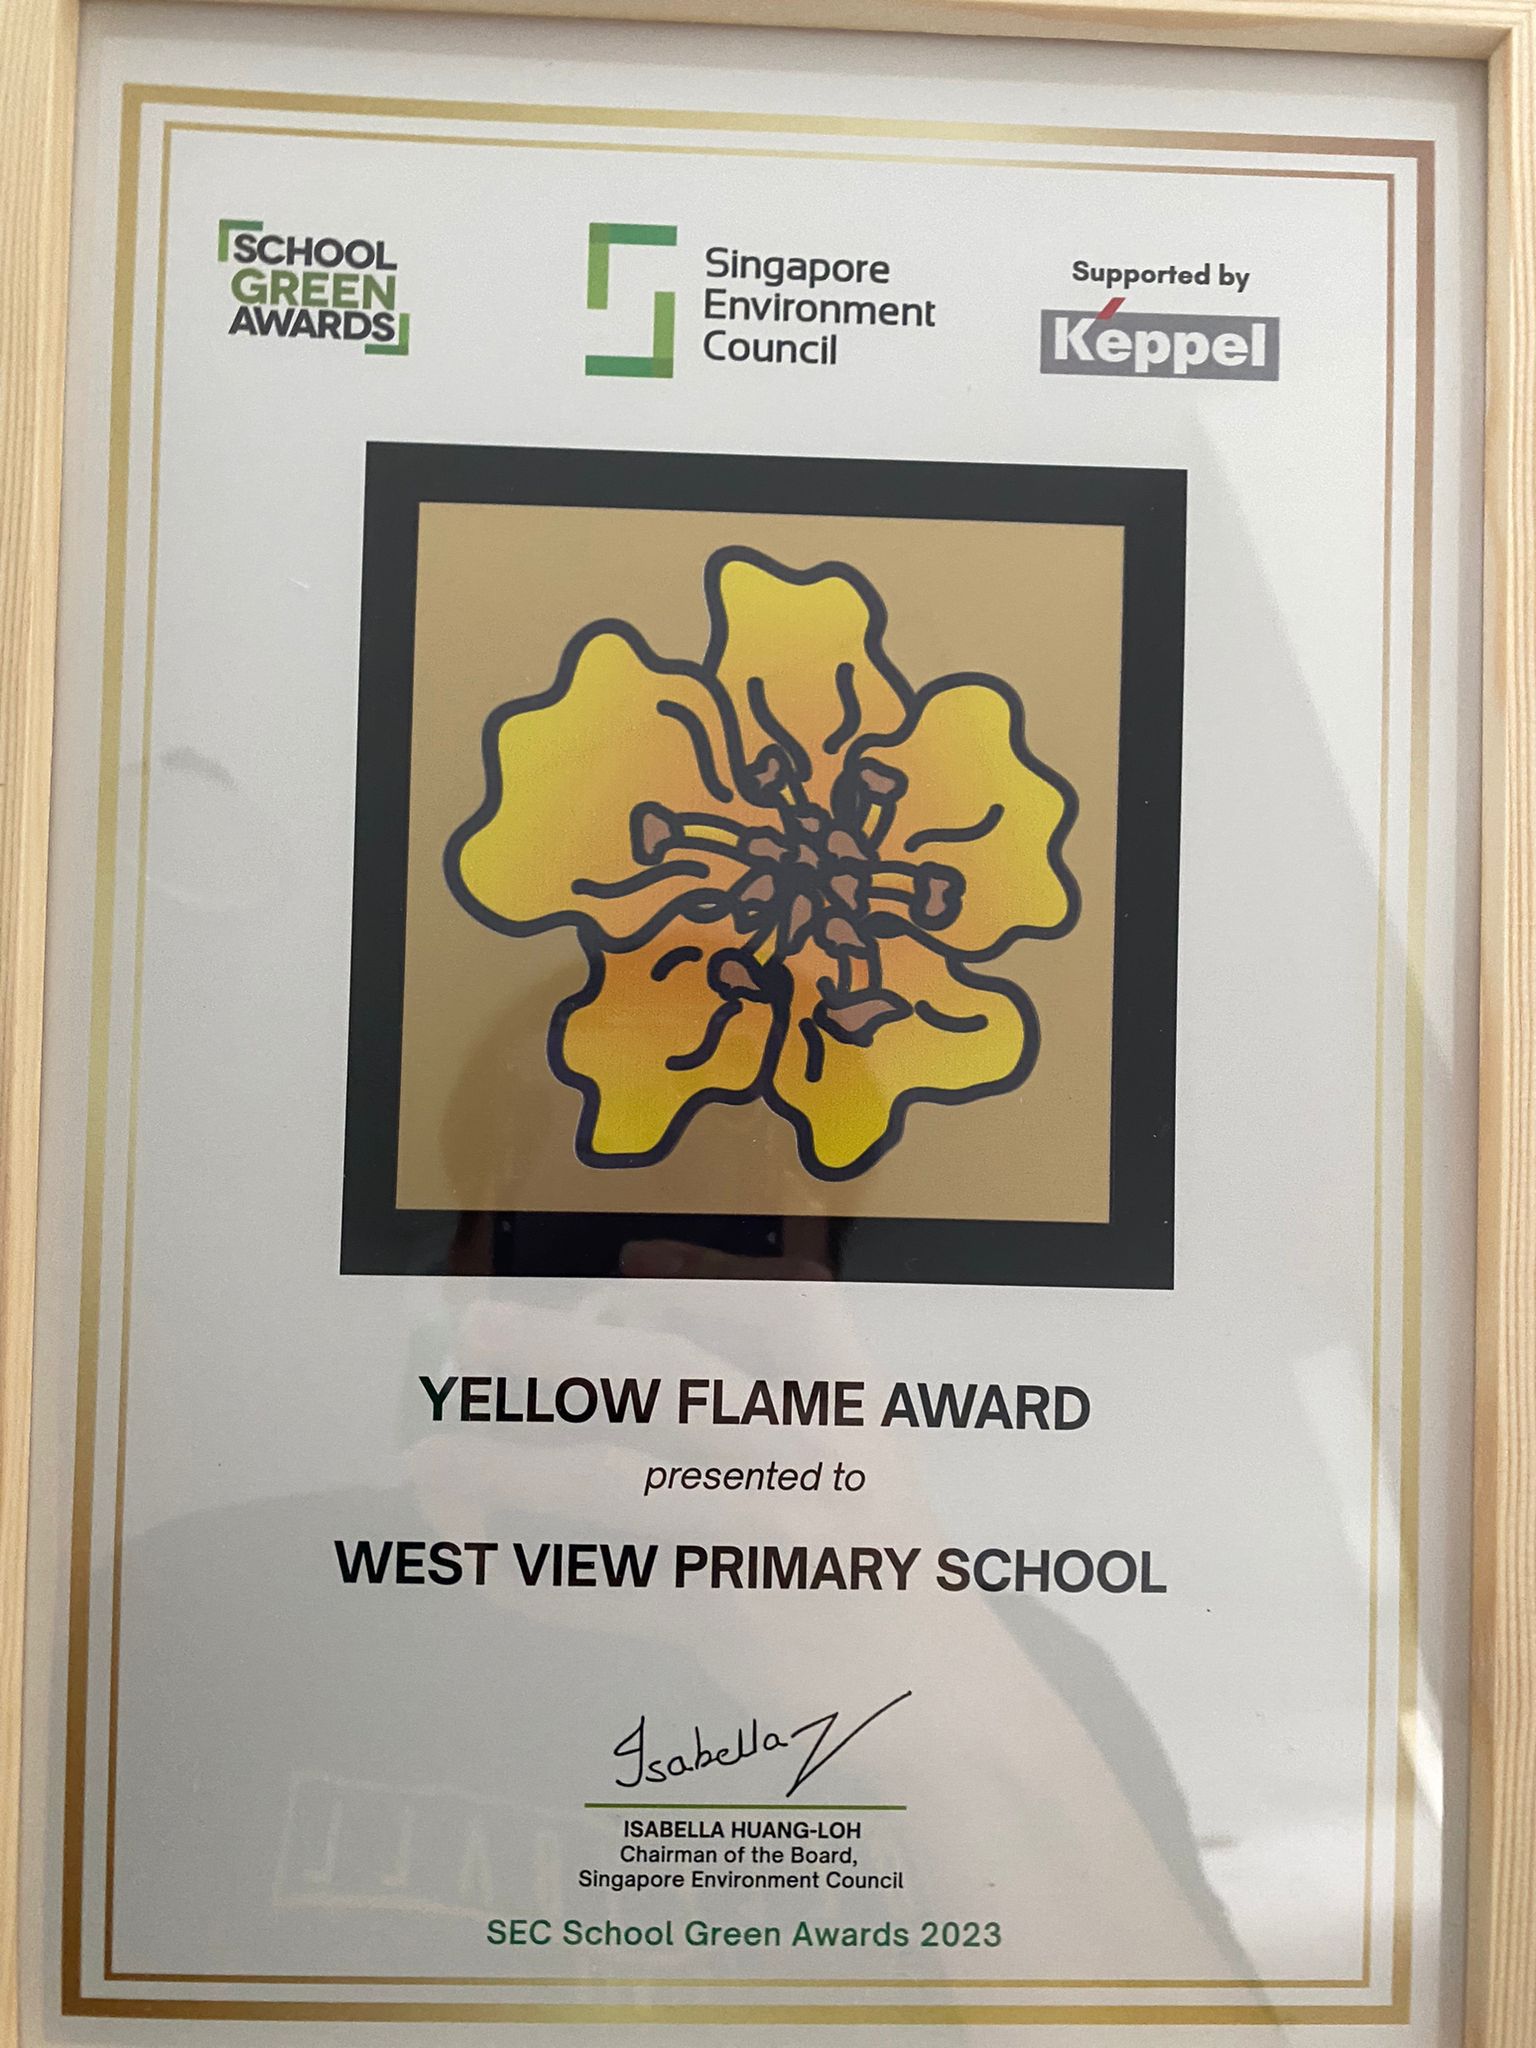 SCHOOL
GREEN
AWARDS
Singapore
Environment
Council
Supported by
Keppel
YELLOW FLAME AWARD
presented to
WEST VIEW PRIMARY SCHOOL
Isabella
ISABELLA HUANG-LOH
Chairman of the Board,
Singapore Environment Council
SEC School Green Awards 2023